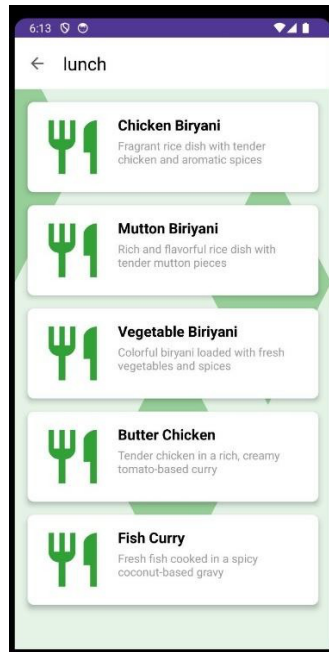 6:13
lunch
Chicken Biryani
Fragrant rice dish with tender
chicken and aromatic spices
Mutton Biriyani
Rich and flavorful rice dish with
tender mutton pieces
Vegetable Biriyani
Colorful biryani loaded with fresh
vegetables and spices
Butter Chicken
Tender chicken in a rich, creamy
tomato-based curry
Fish Curry
Fresh fish cooked in a spicy
coconut-based gravy